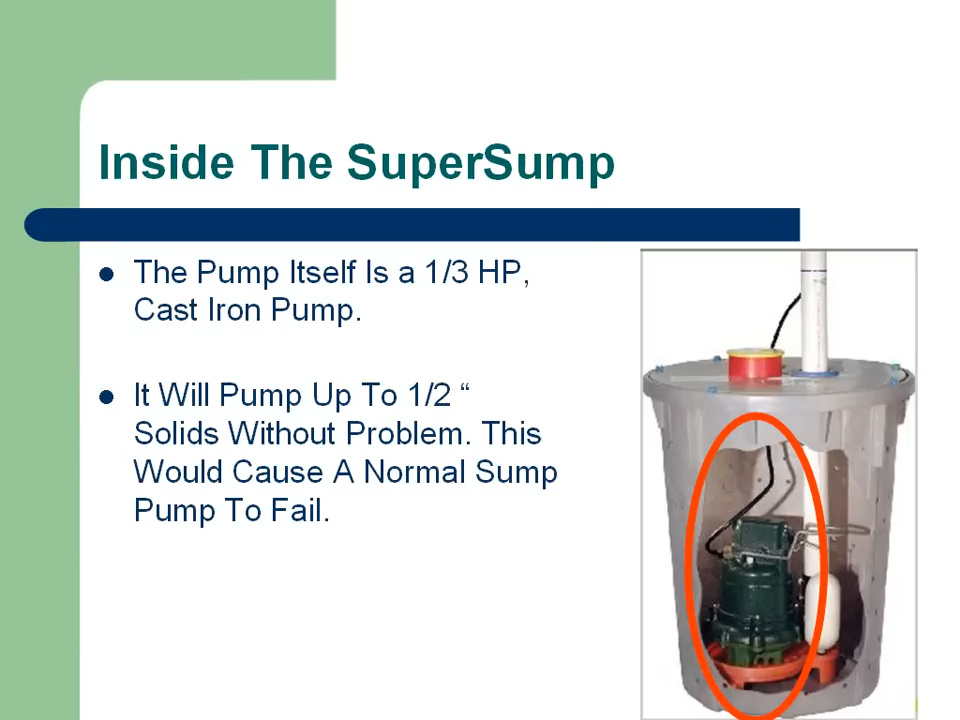 Inside The SuperSump
The Pump Itself Is a 1/3 HP,
Cast Iron Pump.
It Will Pump Up To 1/2 “
Solids Without Problem. This
Would Cause A Normal Sump
Pump To Fail.